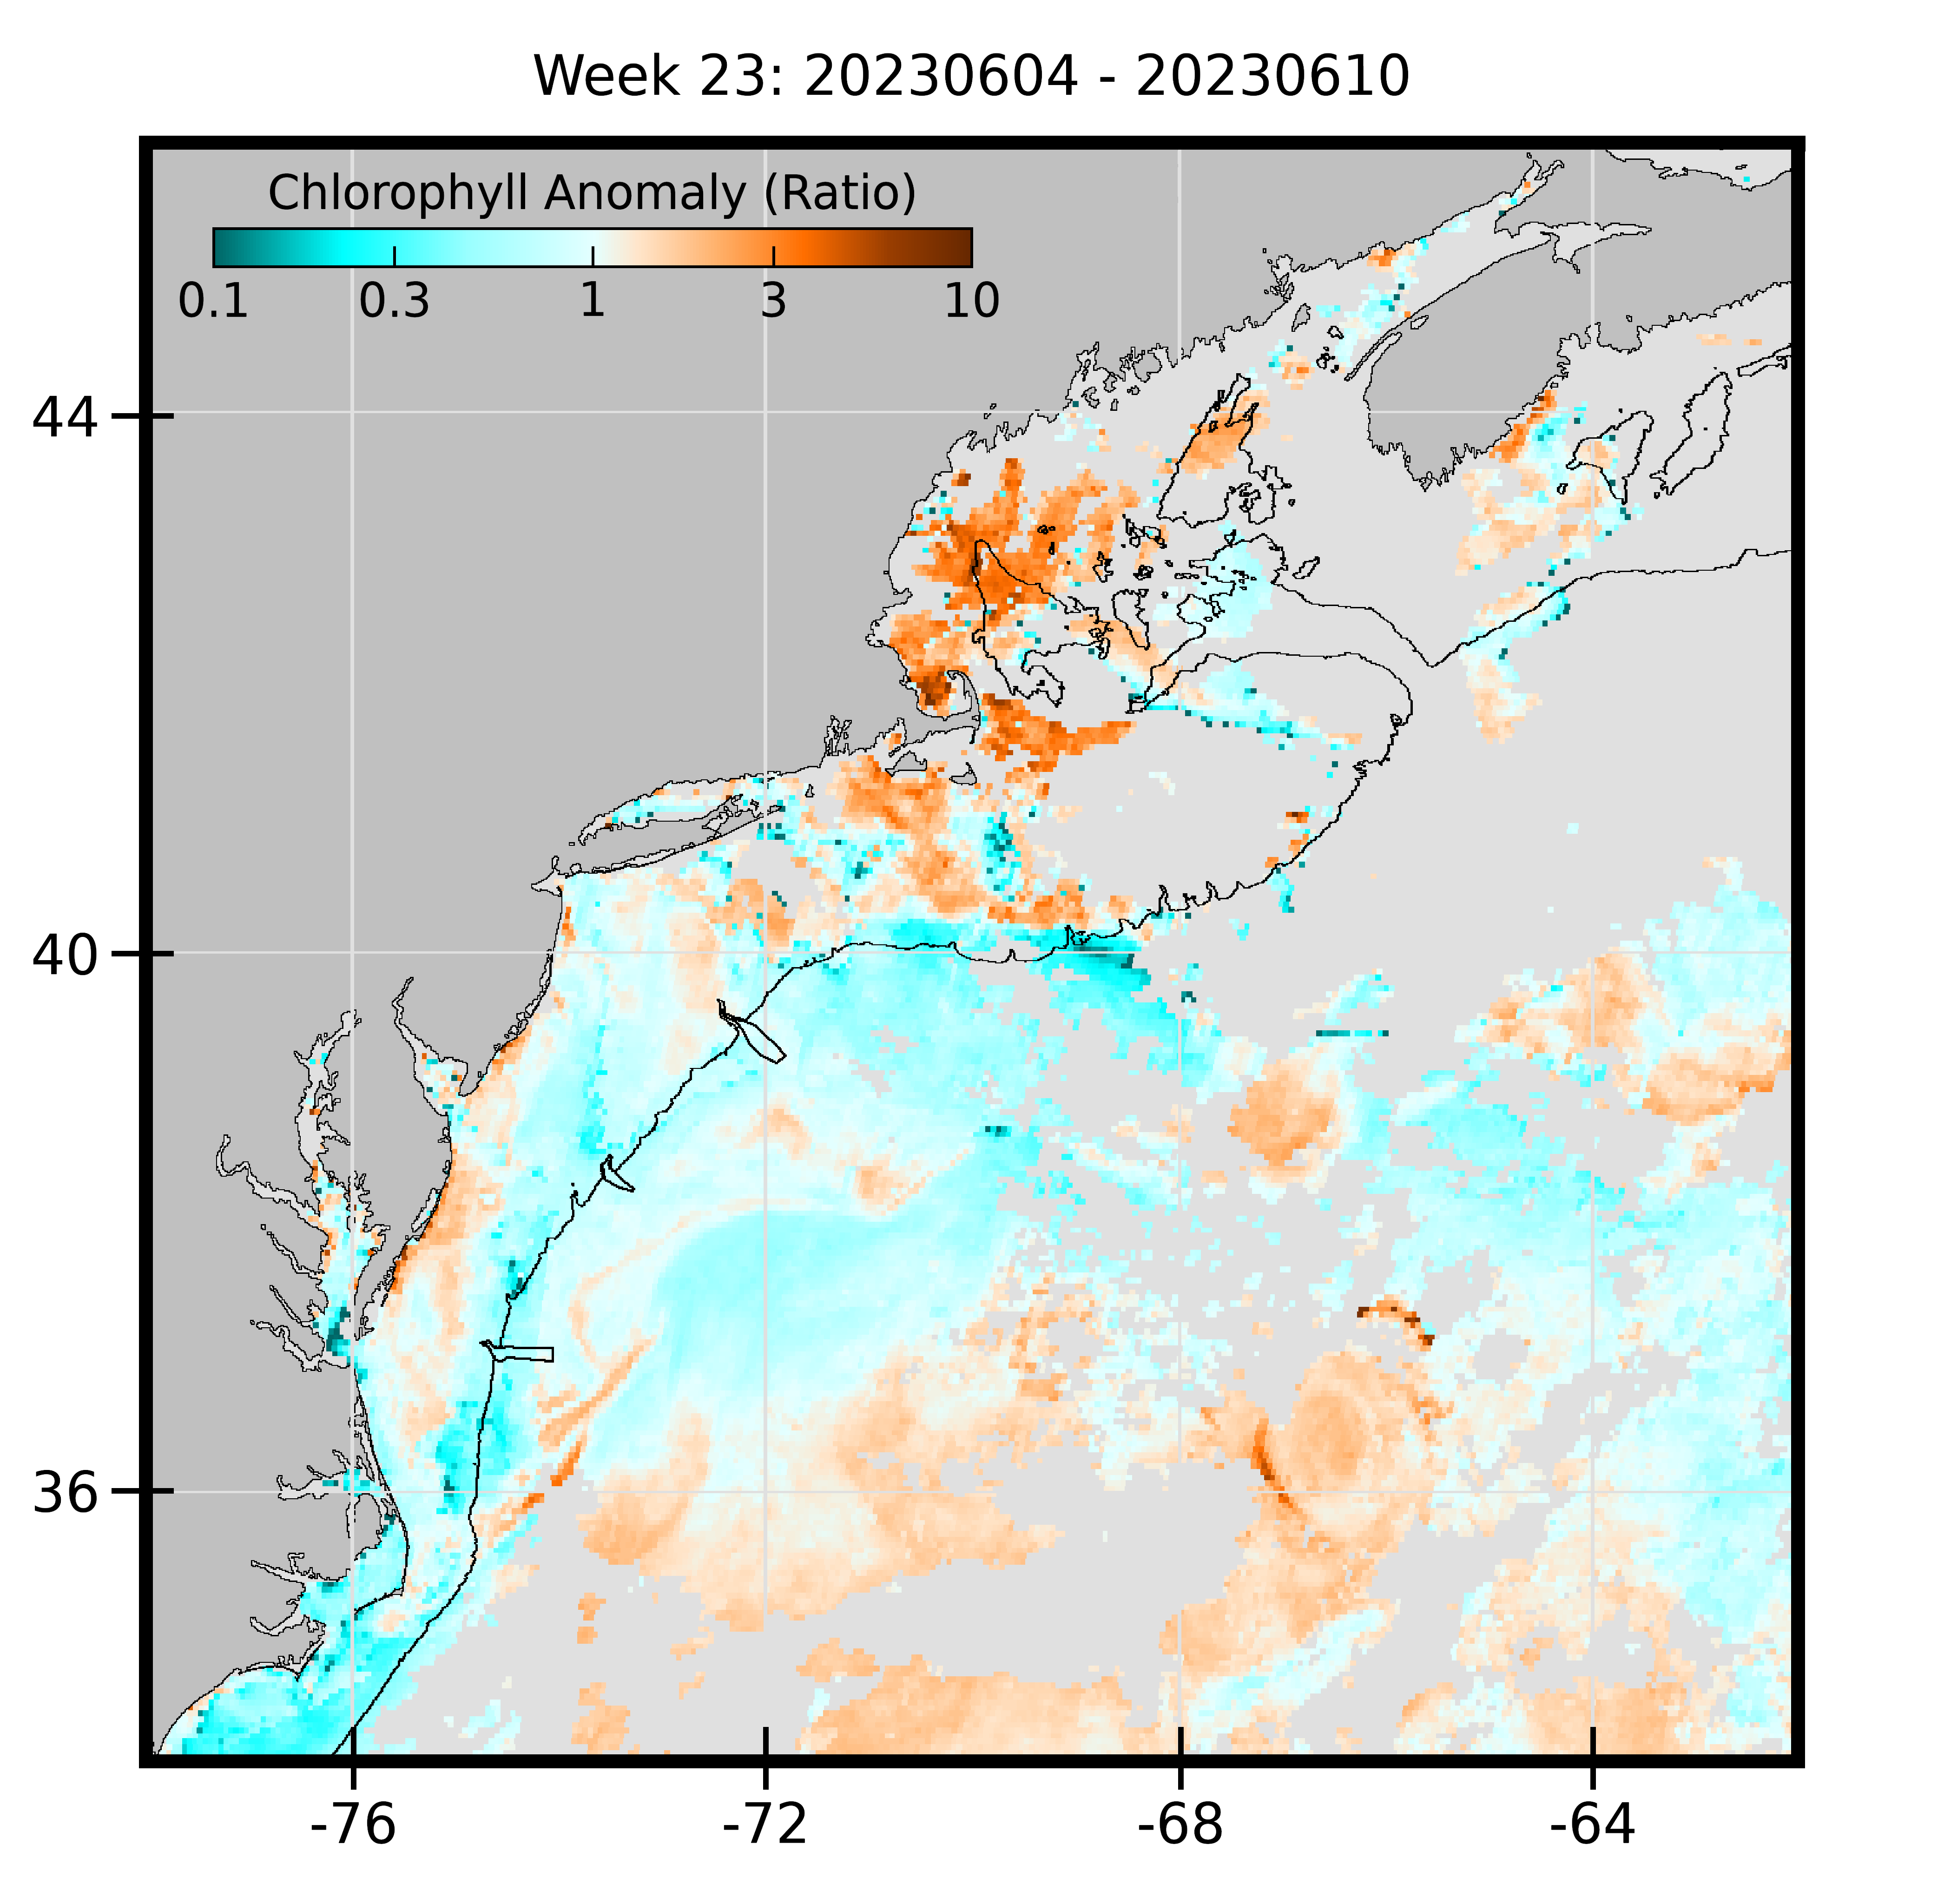 Week 23: 20230604 - 20230610
Chlorophyll Anomaly (Ratio)
0.1 0.3 1 3 10
44
40
36
-76 -72 -68 -64